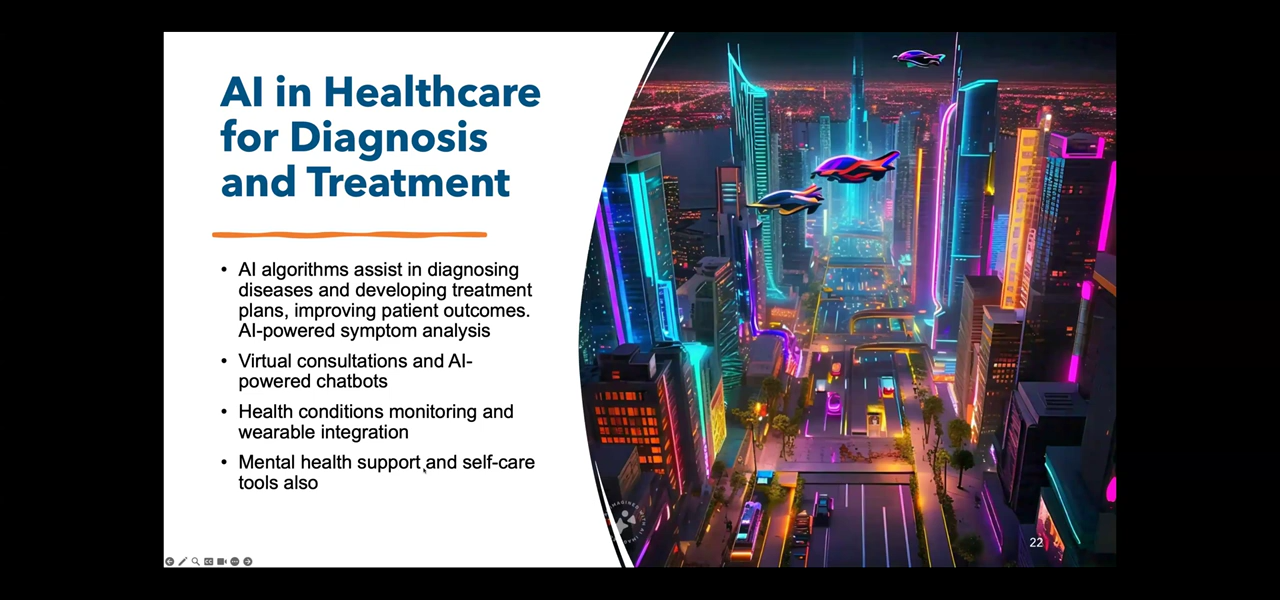 AI in Healthcare
for Diagnosis
and Treatment
• AI algorithms assist in diagnosing
diseases and developing treatment
plans, improving patient outcomes.
AI-powered symptom analysis
• Virtual consultations and AI-
powered chatbots
• Health conditions monitoring and
wearable integration
• Mental health support and self-care
tools also
22